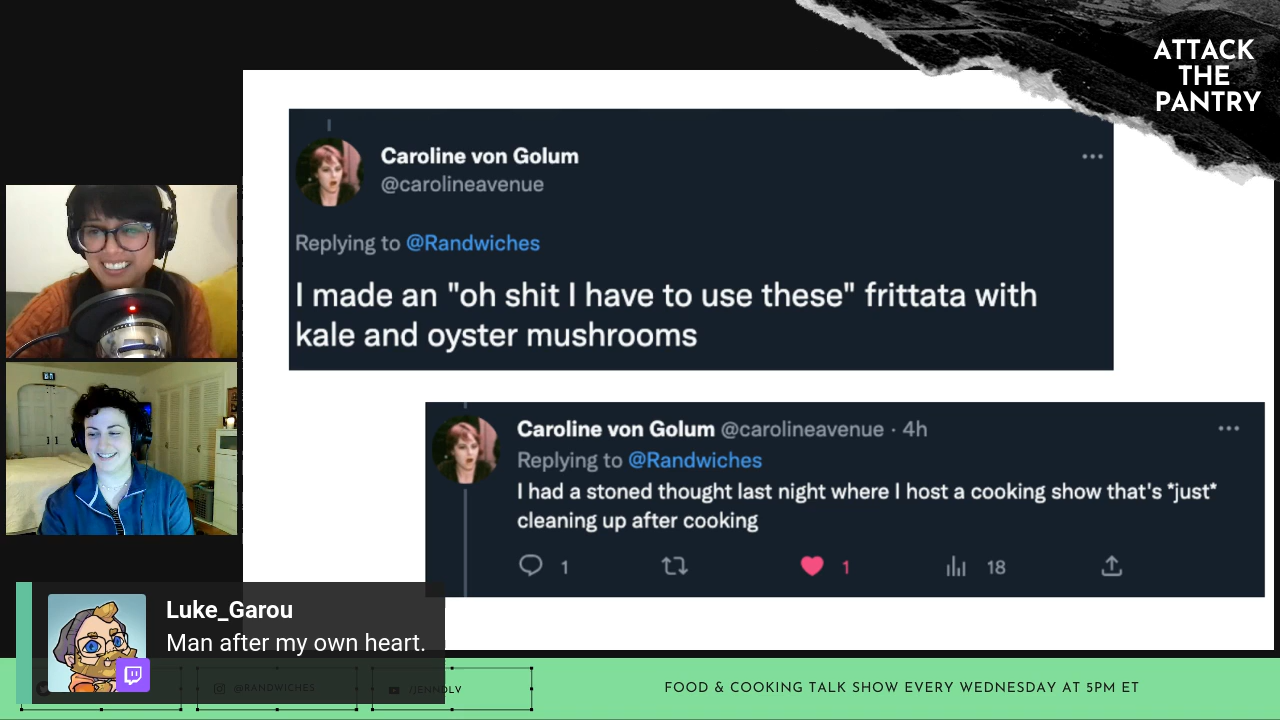 ATTACK
THE
PANTRY
Caroline von Golum
@carolineavenue
Replying to @Randwiches
I made an "oh shit I have to use these" frittata with
kale and oyster mushrooms
Caroline von Golum @carolineavenue · 4h
Replying to @Randwiches
I had a stoned thought last night where I host a cooking show that's *just*
cleaning up after cooking
1
1
18
Luke_Garou
Man after my own heart.
@RANDWICHES
/JENNDLV
FOOD & COOKING TALK SHOW EVERY WEDNESDAY AT 5PM ET